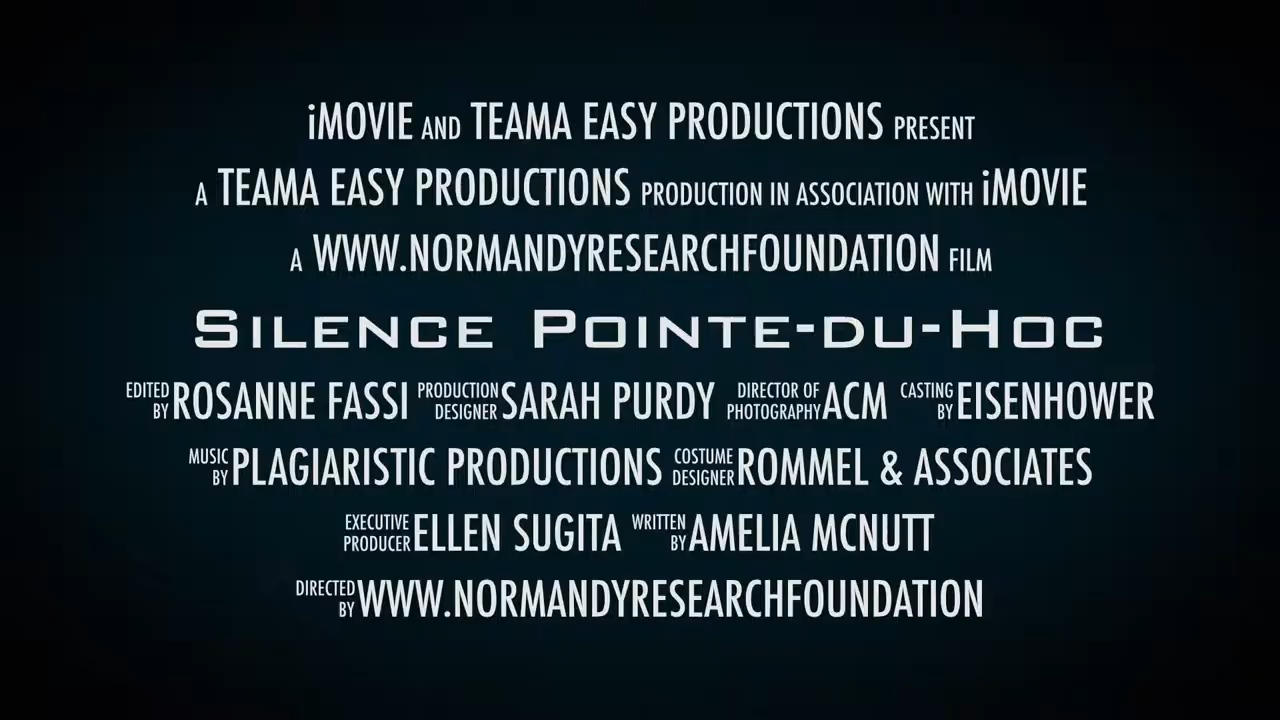 iMOVIE AND TEAMA EASY PRODUCTIONS PRESENT
A TEAMA EASY PRODUCTIONS PRODUCTION IN ASSOCIATION WITH iMOVIE
A WWW.NORMANDYRESEARCHFOUNDATION FILM
SILENCE POINTE-DU-HOC
EDITED BY ROSANNE FASSI PRODUCTION DESIGNER SARAH PURDY DIRECTOR OF PHOTOGRAPHY ACM CASTING BY EISENHOWER
MUSIC BY PLAGIARISTIC PRODUCTIONS COSTUME DESIGNER ROMMEL & ASSOCIATES
EXECUTIVE PRODUCER ELLEN SUGITA WRITTEN BY AMELIA MCNUTT
DIRECTED BY WWW.NORMANDYRESEARCHFOUNDATION